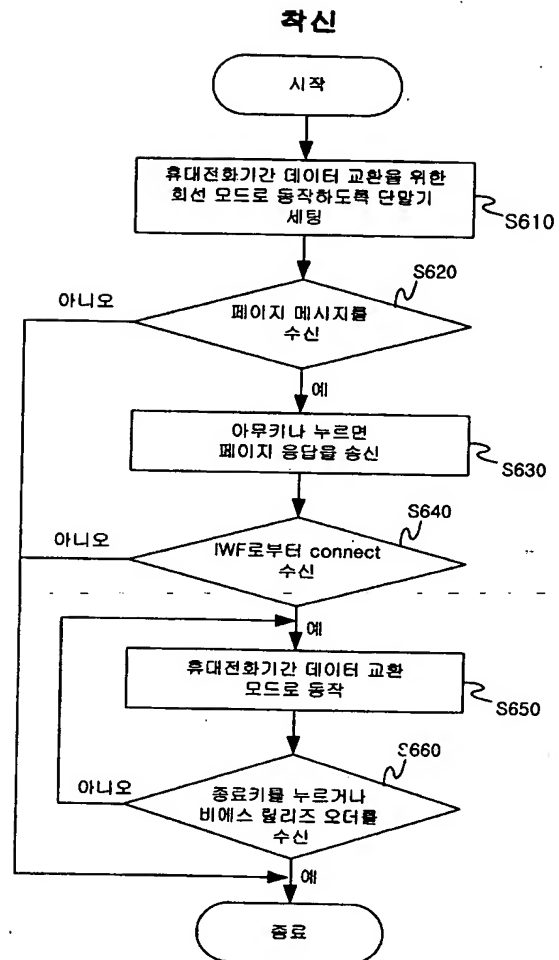 착신
시작
휴대전화기간 데이터 교환을 위한
회선 모드로 동작하도록 단말기
세팅
S610
S620
아니오
페이지 메시지를
수신
예
아무키나 누르면
페이지 응답을 송신
S630
S640
아니오
IWF로부터 connect
수신
예
휴대전화기간 데이터 교환
모드로 동작
S650
S660
아니오
종료키를 누르거나
비에스 릴리즈 오더를
수신
예
종료